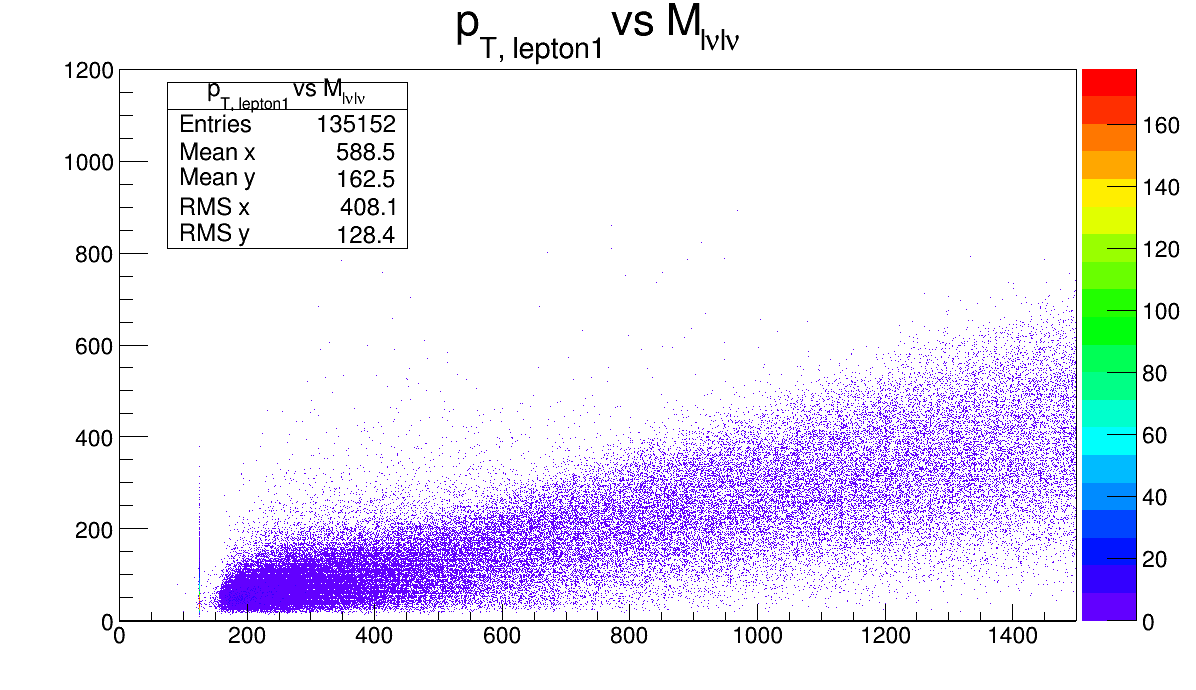 p_T, lepton1 vs M_lνlν
p_T, lepton1 vs M_lνlν
Entries 135152
Mean x 588.5
Mean y 162.5
RMS x 408.1
RMS y 128.4
1200
1000
800
600
400
200
0
0 200 400 600 800 1000 1200 1400
160
140
120
100
80
60
40
20
0